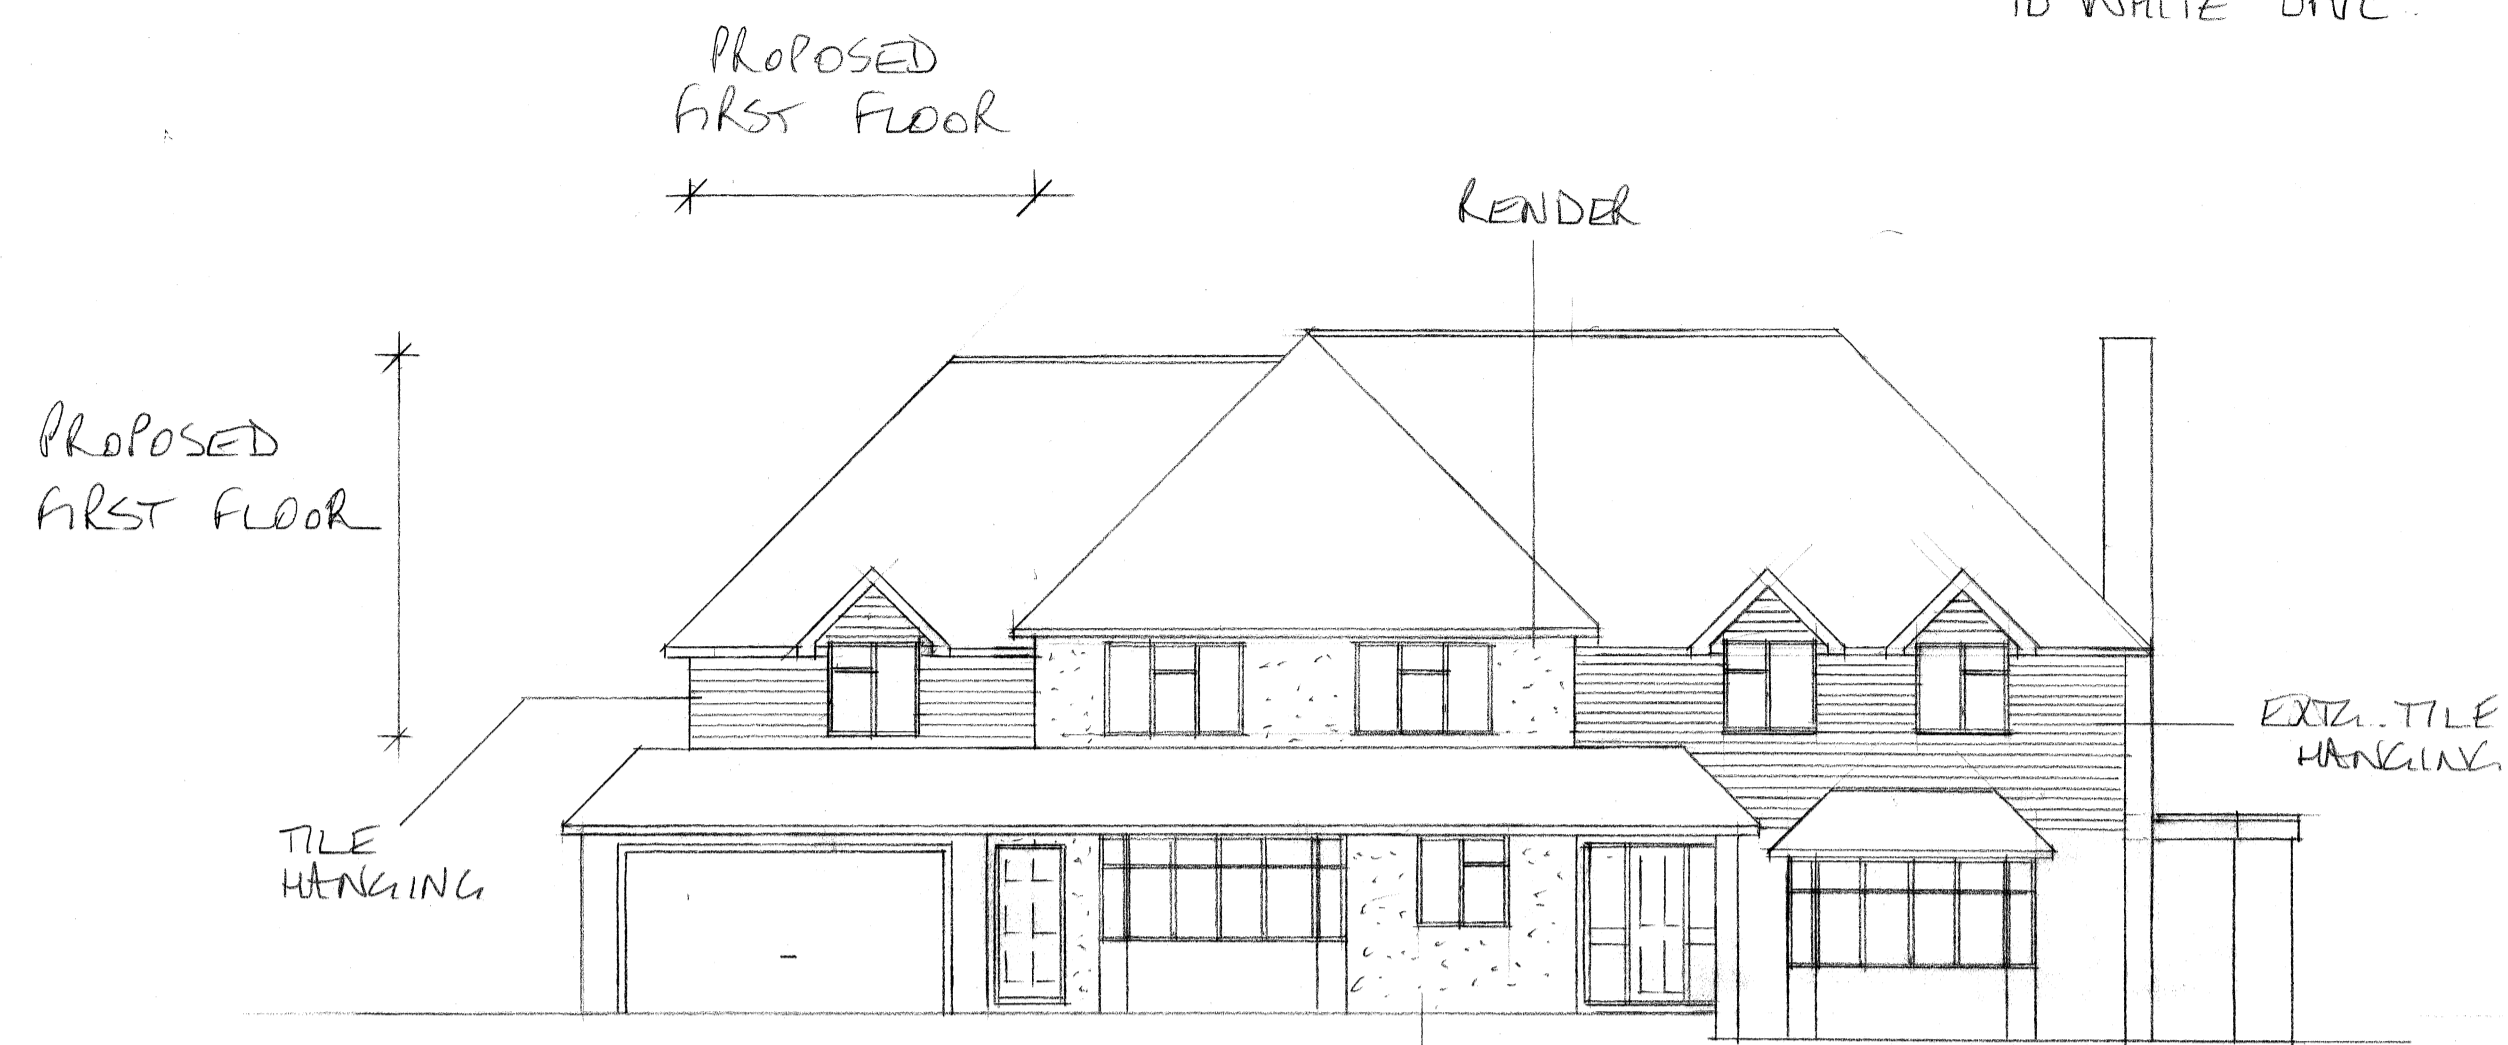 PROPOSED
FIRST FLOOR
RENDER
PROPOSED
FIRST FLOOR
EXTG. TILE
HANGING
TILE
HANGING